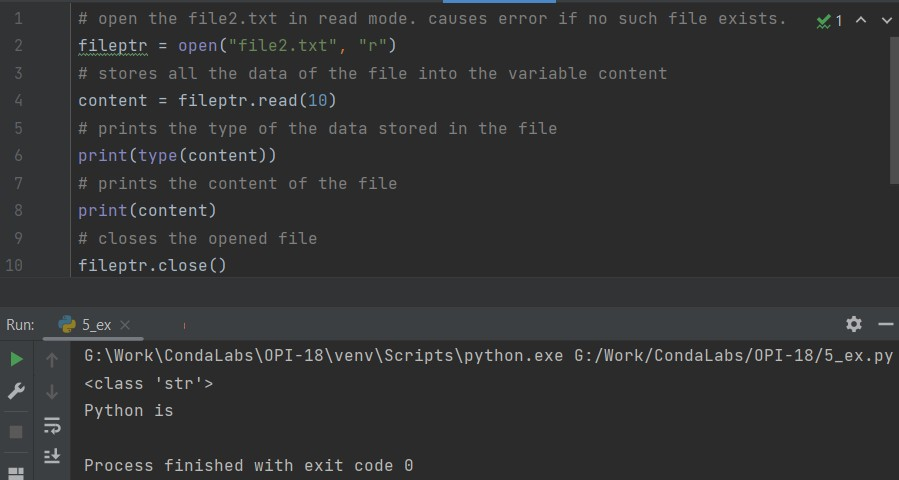 1 # open the file2.txt in read mode. causes error if no such file exists. 1
2 fileptr = open("file2.txt", "r")
3 # stores all the data of the file into the variable content
4 content = fileptr.read(10)
5 # prints the type of the data stored in the file
6 print(type(content))
7 # prints the content of the file
8 print(content)
9 # closes the opened file
10 fileptr.close()
Run: 5_ex
G:\Work\CondaLabs\OPI-18\venv\Scripts\python.exe G:/Work/CondaLabs/OPI-18/5_ex.py
<class 'str'>
Python is
Process finished with exit code 0